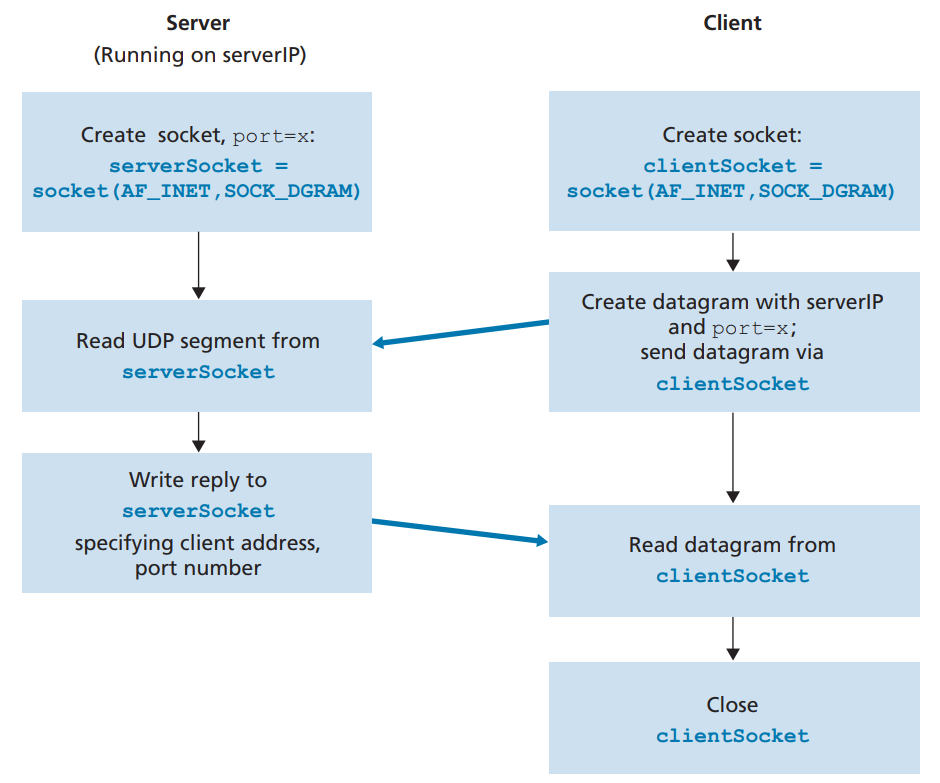 Server
(Running on serverIP)
Create socket, port=x:
serverSocket =
socket(AF_INET,SOCK_DGRAM)
Read UDP segment from
serverSocket
Write reply to
serverSocket
specifying client address,
port number
Client
Create socket:
clientSocket =
socket(AF_INET,SOCK_DGRAM)
Create datagram with serverIP
and port=x;
send datagram via
clientSocket
Read datagram from
clientSocket
Close
clientSocket